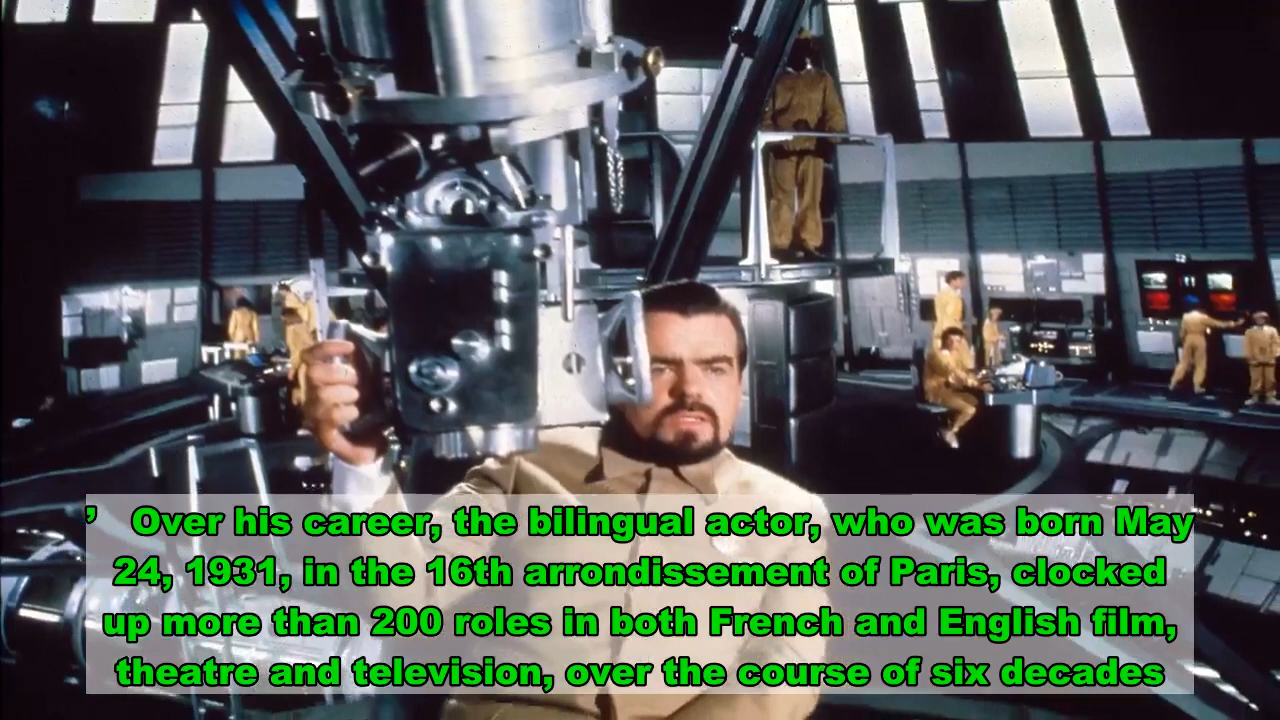 ’ Over his career, the bilingual actor, who was born May
24, 1931, in the 16th arrondissement of Paris, clocked
up more than 200 roles in both French and English film,
theatre and television, over the course of six decades